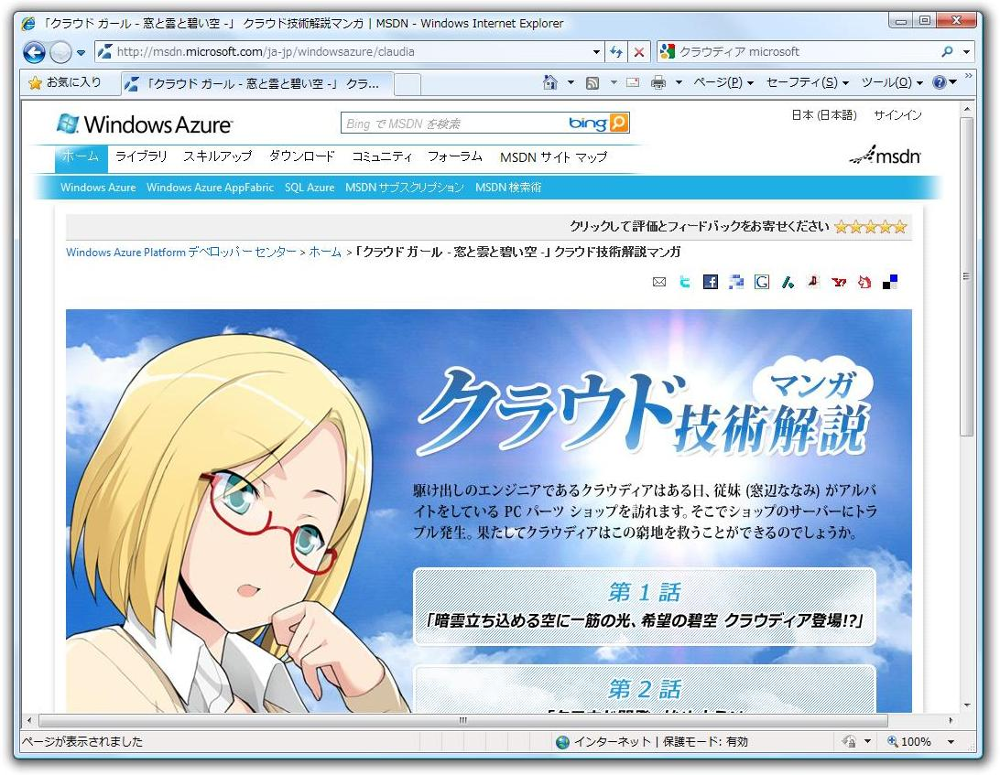 「クラウド ガール - 窓と雲と碧い空 -」 クラウド技術解説マンガ | MSDN - Windows Internet Explorer
http://msdn.microsoft.com/ja-jp/windowsazure/claudia
クラウディア microsoft
お気に入り
「クラウド ガール - 窓と雲と碧い空 -」 クラ...
ページ(P)
セーフティ(S)
ツール(O)
Windows Azure
Bing で MSDN を検索
bing
日本 (日本語)
サインイン
ホーム
ライブラリ
スキルアップ
ダウンロード
コミュニティ
フォーラム
MSDN サイト マップ
msdn
Windows Azure
Windows Azure AppFabric
SQL Azure
MSDN サブスクリプション
MSDN 検索術
クリックして評価とフィードバックをお寄せください
Windows Azure Platform デベロッパー センター > ホーム > 「クラウド ガール - 窓と雲と碧い空 -」 クラウド技術解説マンガ
マンガ
クラウド技術解説
駆け出しのエンジニアであるクラウディアはある日、従妹 (窓辺ななみ) がアルバ
イトをしている PC パーツ ショップを訪れます。そこでショップのサーバーにトラ
ブル発生。果たしてクラウディアはこの窮地を救うことができるのでしょうか。
第 1 話
「暗雲立ち込める空に一筋の光、希望の碧空 クラウディア登場!?」
第 2 話
ページが表示されました
インターネット | 保護モード: 有効
100%